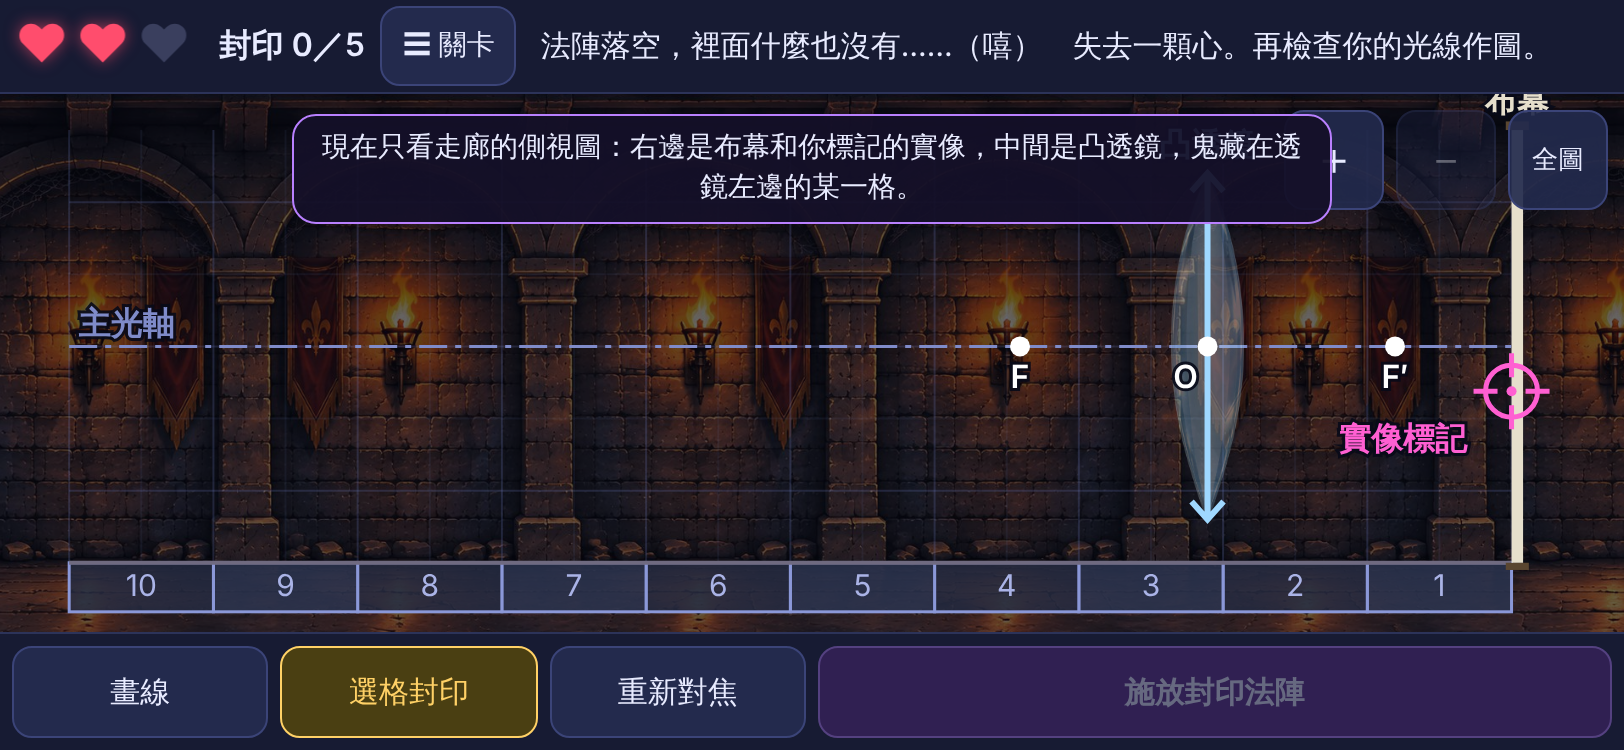 封印 0／5
☰ 關卡
法陣落空，裡面什麼也沒有……（嘻） 失去一顆心。再檢查你的光線作圖。
布幕
現在只看走廊的側視圖：右邊是布幕和你標記的實像，中間是凸透鏡，鬼藏在透
鏡左邊的某一格。
+
−
全圖
主光軸
F
O
F′
實像標記
10 9 8 7 6 5 4 3 2 1
畫線
選格封印
重新對焦
施放封印法陣